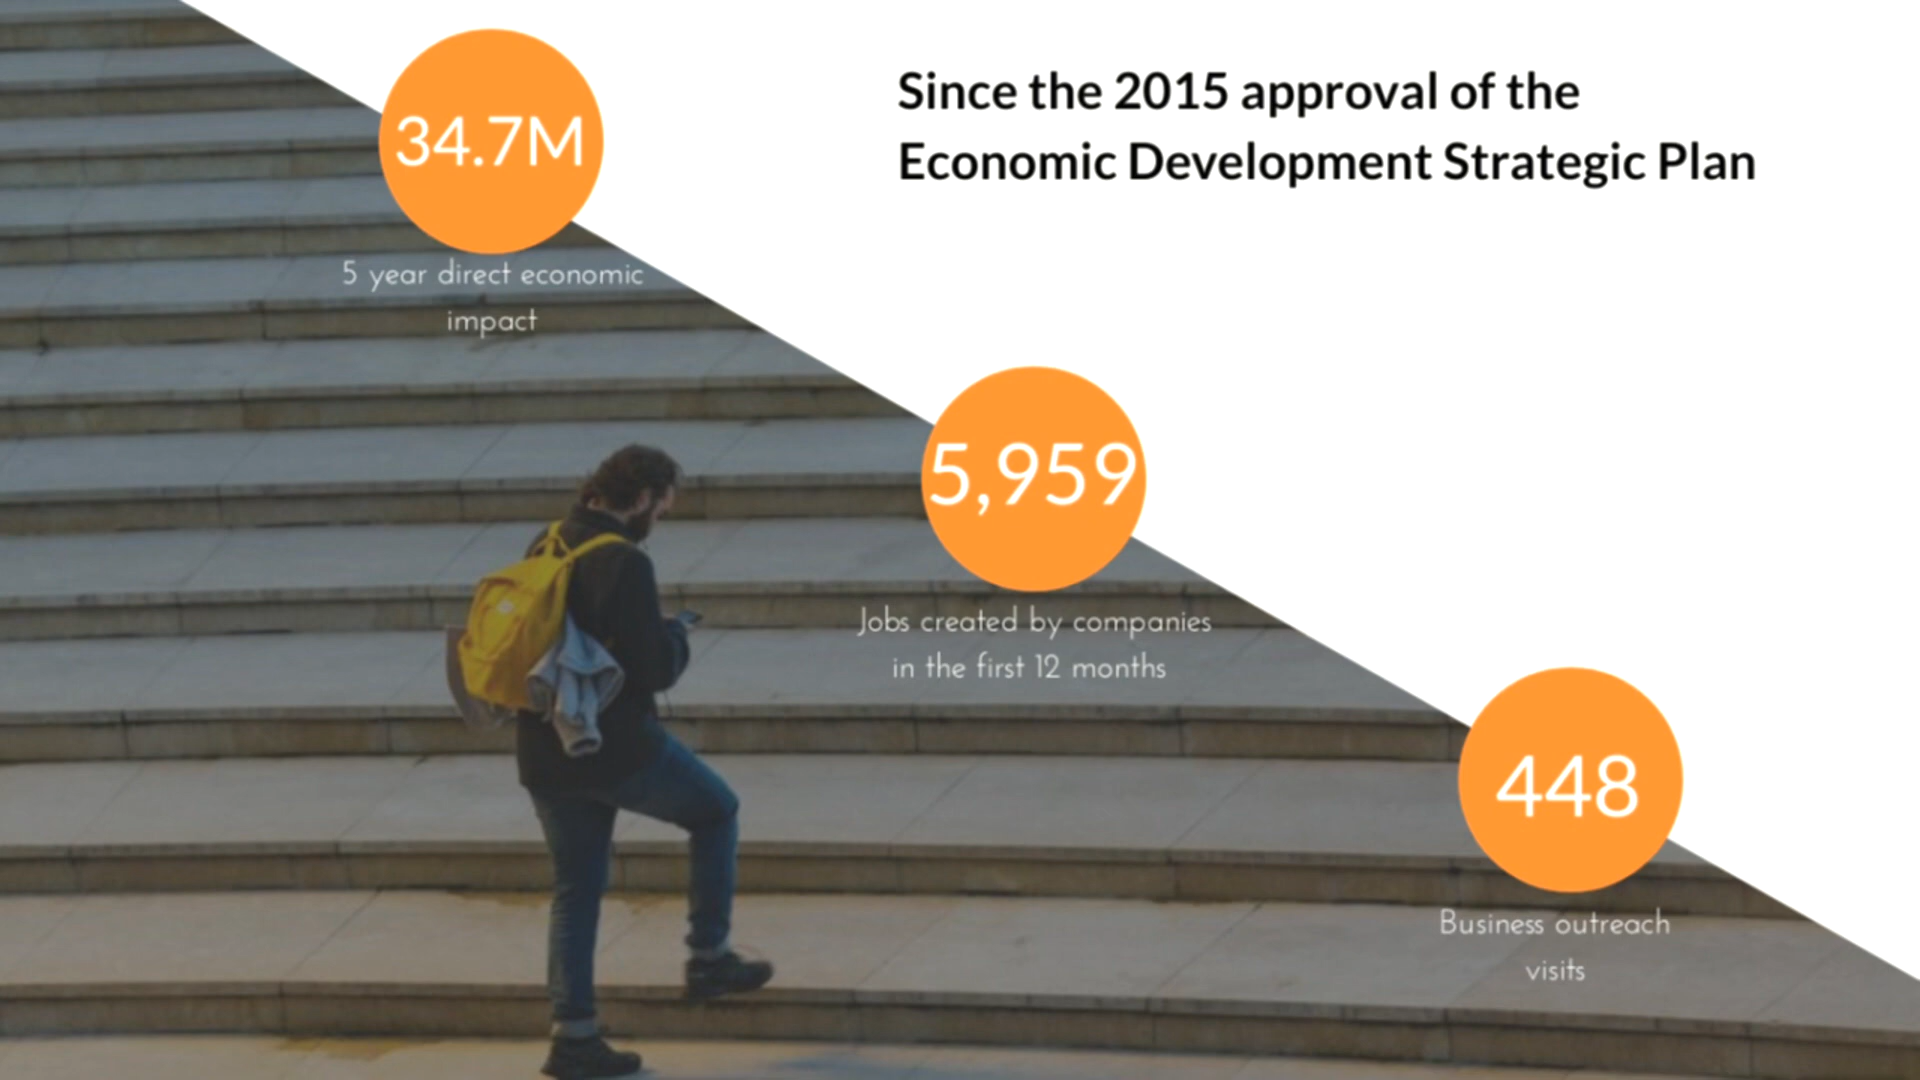 Since the 2015 approval of the
Economic Development Strategic Plan
34.7M
5 year direct economic
impact
5,959
Jobs created by companies
in the first 12 months
448
Business outreach
visits